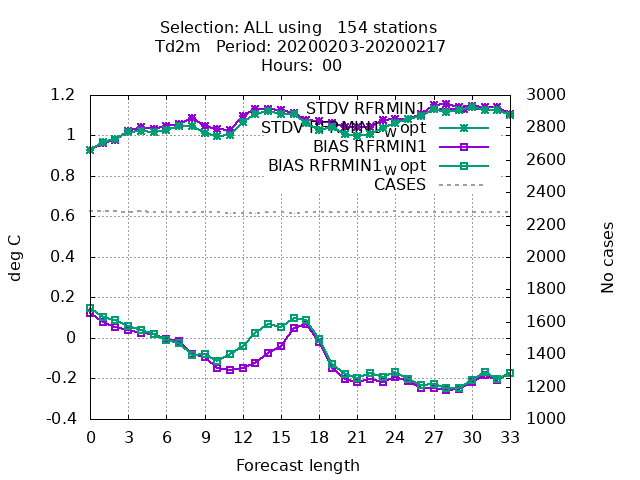 Selection: ALL using   154 stations
Td2m   Period: 20200203-20200217
Hours:  00
1.2
1
0.8
0.6
0.4
0.2
0
-0.2
-0.4
deg C
STDV RFRMIN1
STDV RFRMIN1_W opt
BIAS RFRMIN1
BIAS RFRMIN1_W opt
CASES
3000
2800
2600
2400
2200
2000
1800
1600
1400
1200
1000
No cases
0 3 6 9 12 15 18 21 24 27 30 33
Forecast length